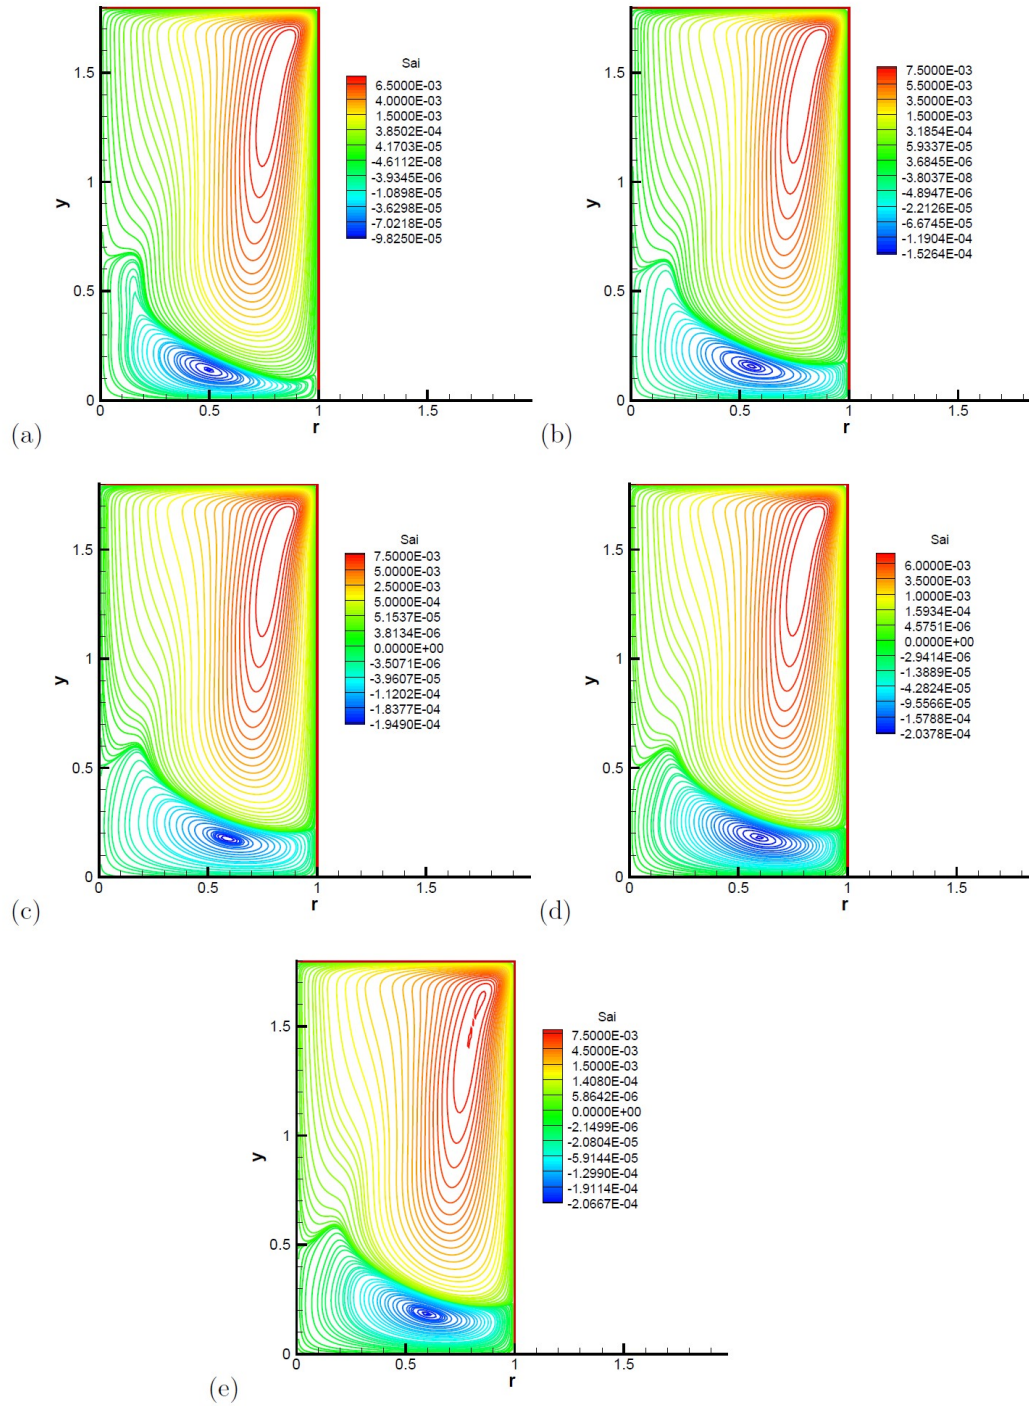 Sai
6.5000E-03
4.0000E-03
1.5000E-03
3.8502E-04
4.1703E-05
-4.6112E-08
-3.9345E-06
-1.0898E-05
-3.6298E-05
-7.0218E-05
-9.8250E-05
y
1.5
1
0.5
0
0 0.5 1 1.5
r
(a)
7.5000E-03
5.5000E-03
3.5000E-03
1.5000E-03
3.1854E-04
5.9337E-05
3.6845E-06
-3.8037E-08
-4.8947E-06
-2.2126E-05
-6.6745E-05
-1.1904E-04
-1.5264E-04
y
1.5
1
0.5
0
0 0.5 1 1.5
r
(b)
Sai
7.5000E-03
5.0000E-03
2.5000E-03
5.0000E-04
5.1537E-05
3.8134E-06
0.0000E+00
-3.5071E-06
-3.9607E-05
-1.1202E-04
-1.8377E-04
-1.9490E-04
y
1.5
1
0.5
0
0 0.5 1 1.5
r
(c)
Sai
6.0000E-03
3.5000E-03
1.0000E-03
1.5934E-04
4.5751E-06
0.0000E+00
-2.9414E-06
-1.3889E-05
-4.2824E-05
-9.5566E-05
-1.5788E-04
-2.0378E-04
y
1.5
1
0.5
0
0 0.5 1 1.5
r
(d)
Sai
7.5000E-03
4.5000E-03
1.5000E-03
1.4080E-04
5.8642E-06
0.0000E+00
-2.1499E-06
-2.0804E-05
-5.9144E-05
-1.2990E-04
-1.9114E-04
-2.0667E-04
y
1.5
1
0.5
0
0 0.5 1 1.5
r
(e)